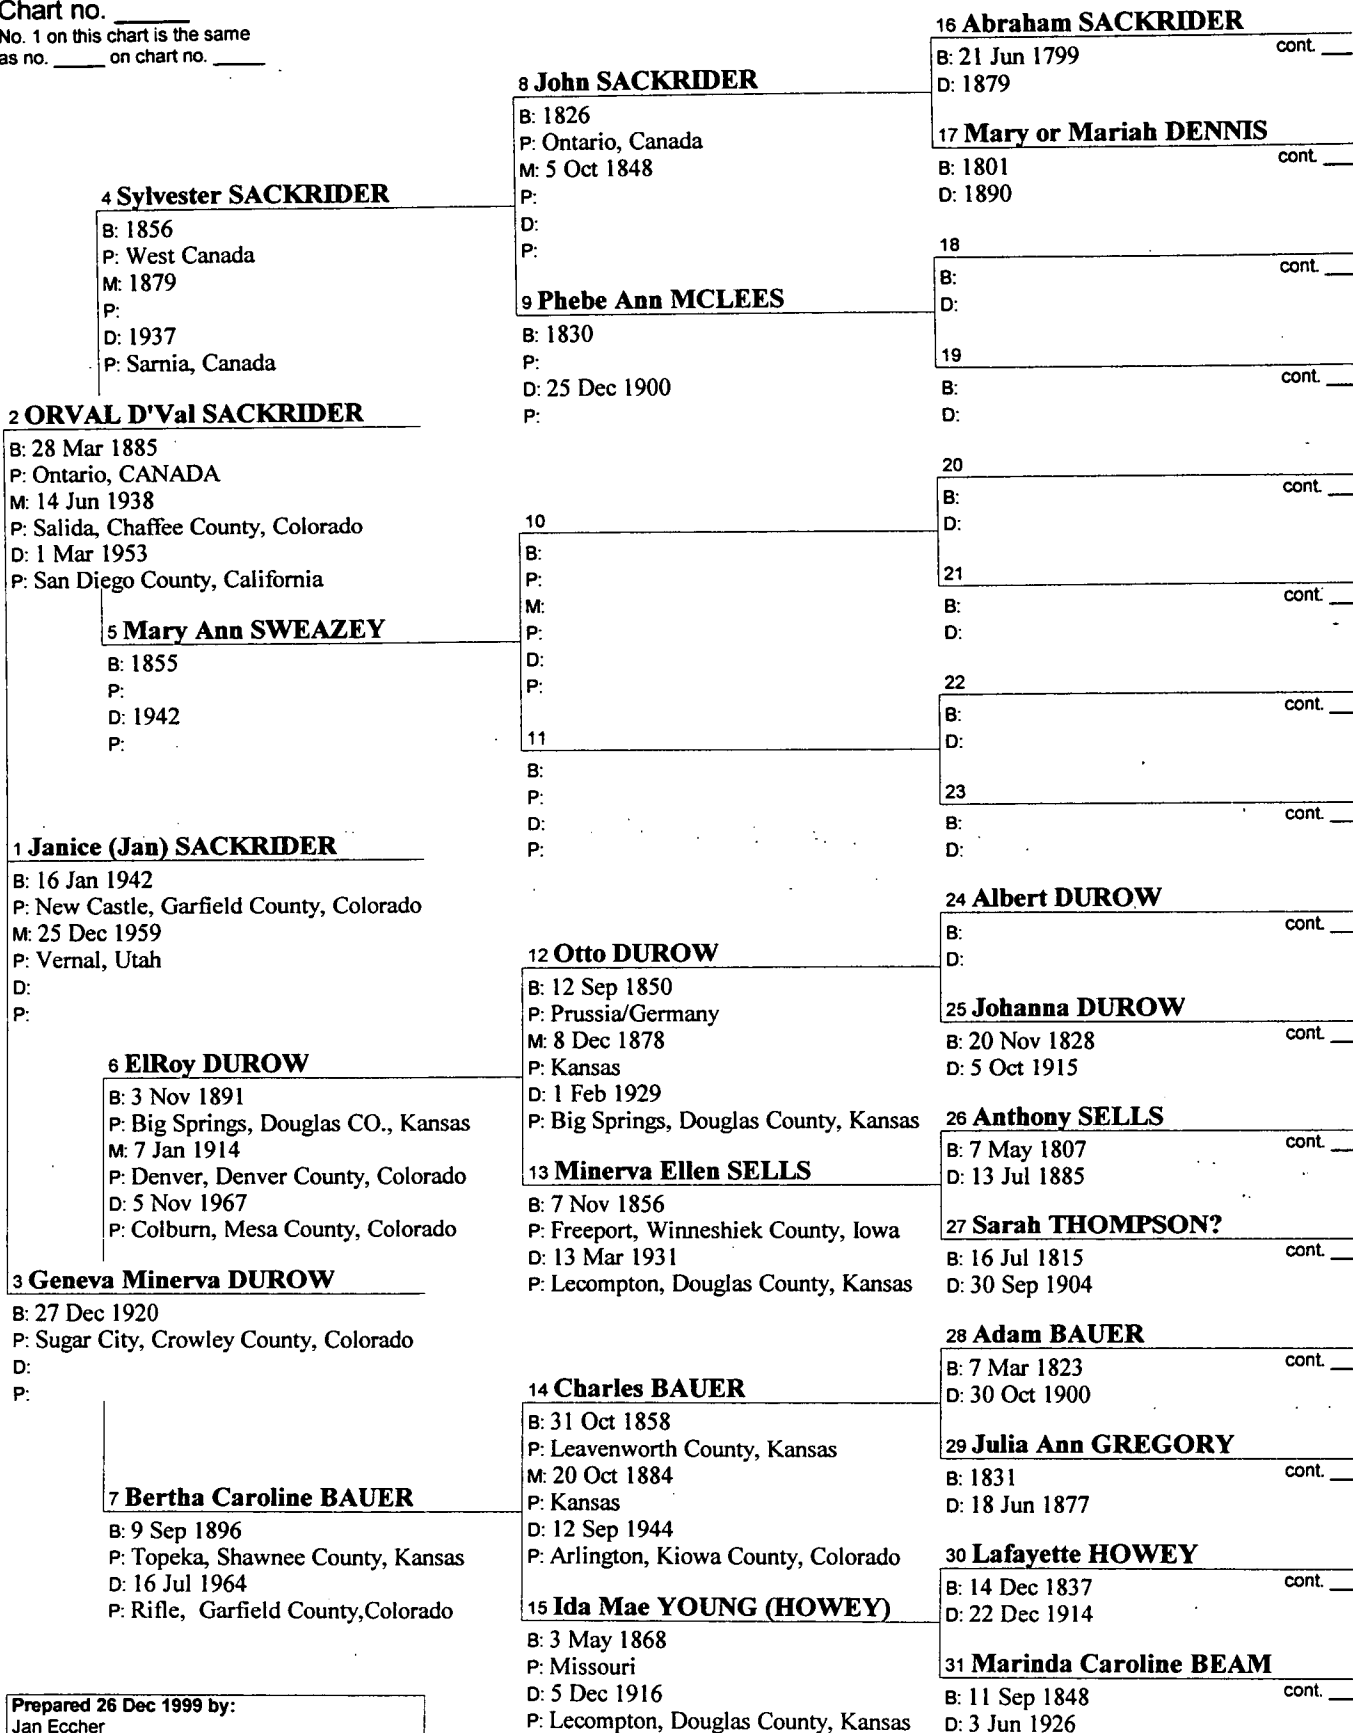 Chart no. _____
No. 1 on this chart is the same
as no. _____ on chart no. _____
16 Abraham SACKRIDER
cont. __
B: 21 Jun 1799
D: 1879
8 John SACKRIDER
B: 1826
P: Ontario, Canada
M: 5 Oct 1848
P:
D:
P:
17 Mary or Mariah DENNIS
cont. __
B: 1801
D: 1890
4 Sylvester SACKRIDER
B: 1856
P: West Canada
M: 1879
P:
D: 1937
P: Sarnia, Canada
18
cont. __
B:
D:
9 Phebe Ann MCLEES
B: 1830
P:
D: 25 Dec 1900
P:
19
cont. __
B:
D:
2 ORVAL D'Val SACKRIDER
B: 28 Mar 1885
P: Ontario, CANADA
M: 14 Jun 1938
P: Salida, Chaffee County, Colorado
D: 1 Mar 1953
P: San Diego County, California
20
cont. __
B:
D:
10
B:
P:
M:
P:
D:
P:
21
cont. __
B:
D:
5 Mary Ann SWEAZEY
B: 1855
P:
D: 1942
P:
22
cont. __
B:
D:
11
B:
P:
D:
P:
23
cont. __
B:
D:
1 Janice (Jan) SACKRIDER
B: 16 Jan 1942
P: New Castle, Garfield County, Colorado
M: 25 Dec 1959
P: Vernal, Utah
D:
P:
24 Albert DUROW
cont. __
B:
D:
12 Otto DUROW
B: 12 Sep 1850
P: Prussia/Germany
M: 8 Dec 1878
P: Kansas
D: 1 Feb 1929
P: Big Springs, Douglas County, Kansas
25 Johanna DUROW
cont. __
B: 20 Nov 1828
D: 5 Oct 1915
6 ElRoy DUROW
B: 3 Nov 1891
P: Big Springs, Douglas CO., Kansas
M: 7 Jan 1914
P: Denver, Denver County, Colorado
D: 5 Nov 1967
P: Colburn, Mesa County, Colorado
26 Anthony SELLS
cont. __
B: 7 May 1807
D: 13 Jul 1885
13 Minerva Ellen SELLS
B: 7 Nov 1856
P: Freeport, Winneshiek County, Iowa
D: 13 Mar 1931
P: Lecompton, Douglas County, Kansas
27 Sarah THOMPSON?
cont. __
B: 16 Jul 1815
D: 30 Sep 1904
3 Geneva Minerva DUROW
B: 27 Dec 1920
P: Sugar City, Crowley County, Colorado
D:
P:
28 Adam BAUER
cont. __
B: 7 Mar 1823
D: 30 Oct 1900
14 Charles BAUER
B: 31 Oct 1858
P: Leavenworth County, Kansas
M: 20 Oct 1884
P: Kansas
D: 12 Sep 1944
P: Arlington, Kiowa County, Colorado
29 Julia Ann GREGORY
cont. __
B: 1831
D: 18 Jun 1877
7 Bertha Caroline BAUER
B: 9 Sep 1896
P: Topeka, Shawnee County, Kansas
D: 16 Jul 1964
P: Rifle, Garfield County,Colorado
30 Lafayette HOWEY
cont. __
B: 14 Dec 1837
D: 22 Dec 1914
15 Ida Mae YOUNG (HOWEY)
B: 3 May 1868
P: Missouri
D: 5 Dec 1916
P: Lecompton, Douglas County, Kansas
31 Marinda Caroline BEAM
cont. __
B: 11 Sep 1848
D: 3 Jun 1926
Prepared 26 Dec 1999 by:
Jan Eccher